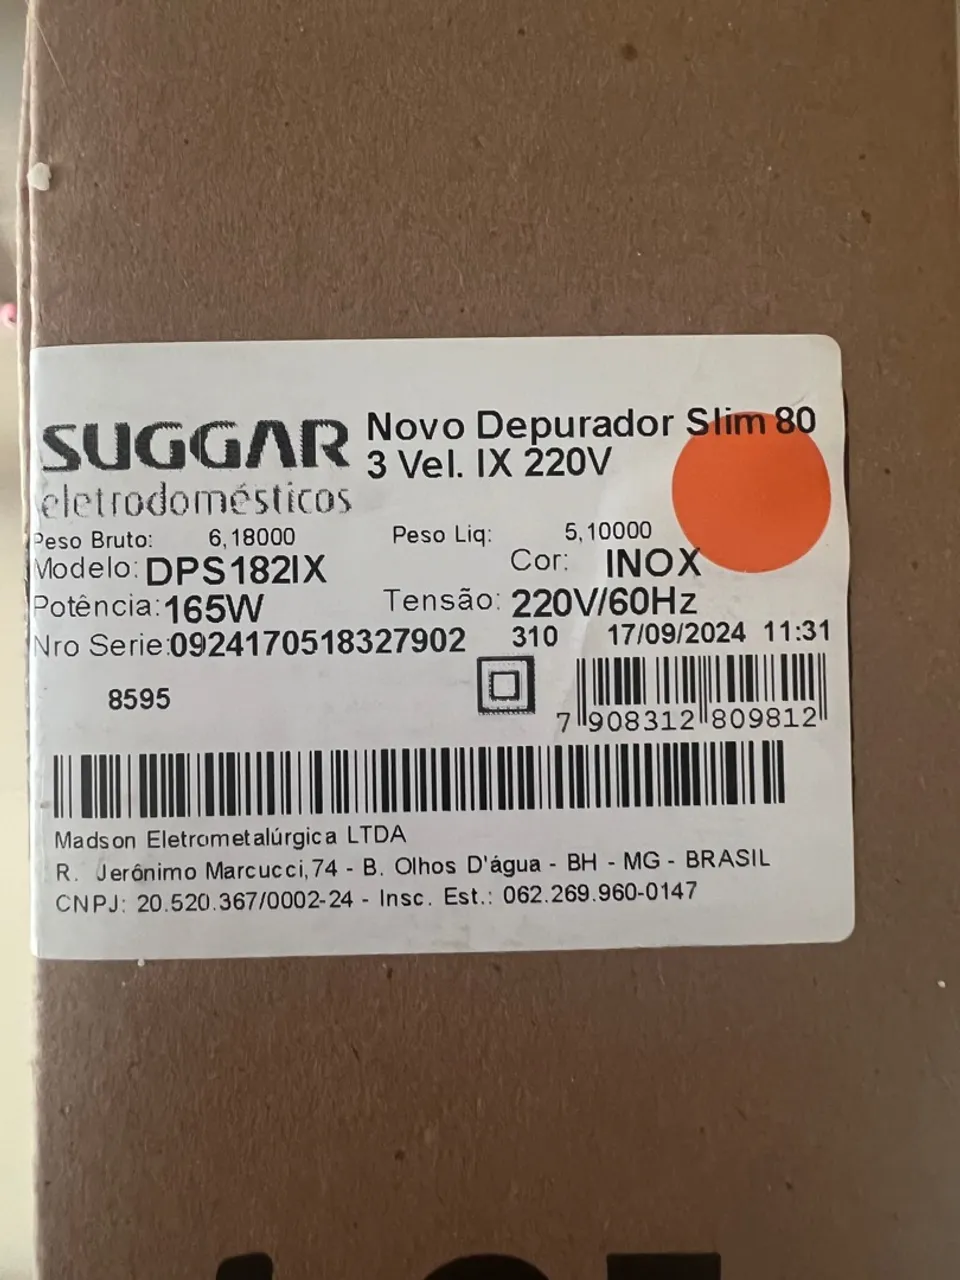 SUGGAR
eletrodomésticos
Novo Depurador Slim 80
3 Vel. IX 220V
Peso Bruto: 6,18000 Peso Liq: 5,10000
Modelo: DPS182IX Cor: INOX
Potência: 165W Tensão: 220V/60Hz
Nro Serie: 0924170518327902 310 17/09/2024 11:31
8595
7 908312 809812
Madson Eletrometalúrgica LTDA
R. Jerônimo Marcucci,74 - B. Olhos D'água - BH - MG - BRASIL
CNPJ: 20.520.367/0002-24 - Insc. Est.: 062.269.960-0147